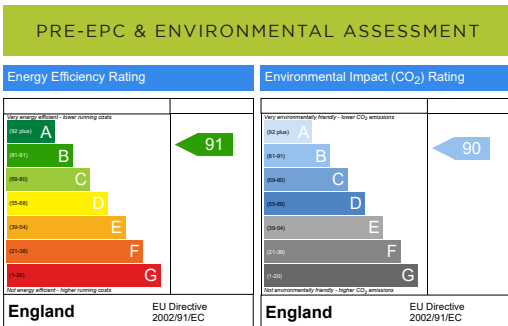 PRE-EPC & ENVIRONMENTAL ASSESSMENT
Energy Efficiency Rating
Very energy efficient - lower running costs
(92 plus) A
(81-91) B
(69-80) C
(55-68) D
(39-54) E
(21-38) F
(1-20) G
91
Not energy efficient - higher running costs
England
EU Directive
2002/91/EC
Environmental Impact (CO₂) Rating
Very environmentally friendly - lower CO₂ emissions
(92 plus) A
(81-91) B
(69-80) C
(55-68) D
(39-54) E
(21-38) F
(1-20) G
90
Not environmentally friendly - higher CO₂ emissions
England
EU Directive
2002/91/EC